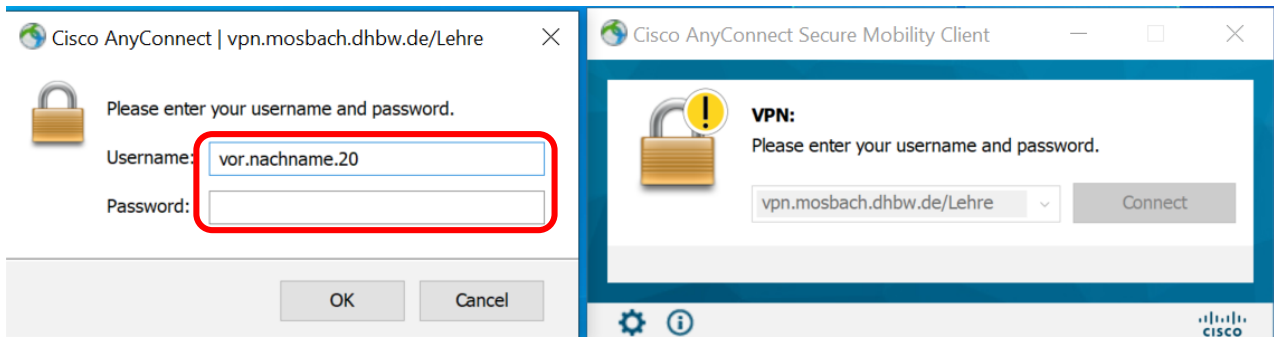 Cisco AnyConnect | vpn.mosbach.dhbw.de/Lehre
Please enter your username and password.
Username: vor.nachname.20
Password:
OK Cancel
Cisco AnyConnect Secure Mobility Client
VPN:
Please enter your username and password.
vpn.mosbach.dhbw.de/Lehre Connect
CISCO